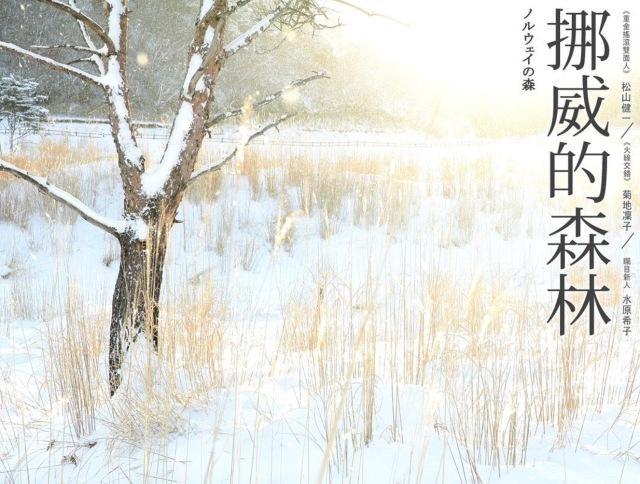 《重金搖滾雙面人》 松山健一／《火線交錯》 菊地凜子／ 矚目新人 水原希子
挪威的森林
ノルウェイの森